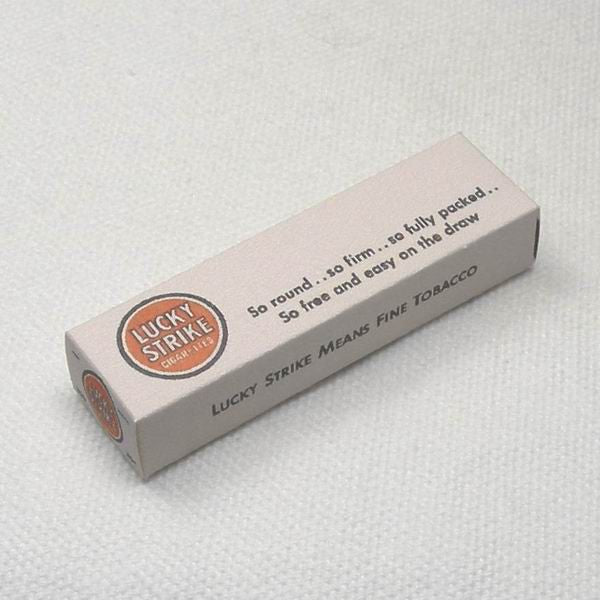 LUCKY
STRIKE
CIGARETTES
So round..so firm..so fully packed..
So free and easy on the draw
LUCKY STRIKE MEANS FINE TOBACCO
LUCKY